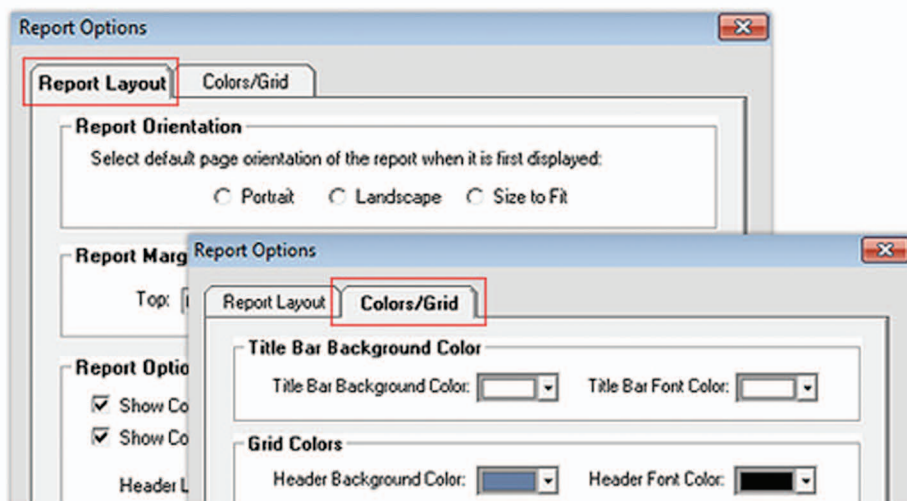 Report Options
Report Layout Colors/Grid
Report Orientation
Select default page orientation of the report when it is first displayed:
Portrait Landscape Size to Fit
Report Marg
Top:
Report Optio
Show Co
Show Co
Header L
Report Options
Report Layout Colors/Grid
Title Bar Background Color
Title Bar Background Color: Title Bar Font Color:
Grid Colors
Header Background Color: Header Font Color: